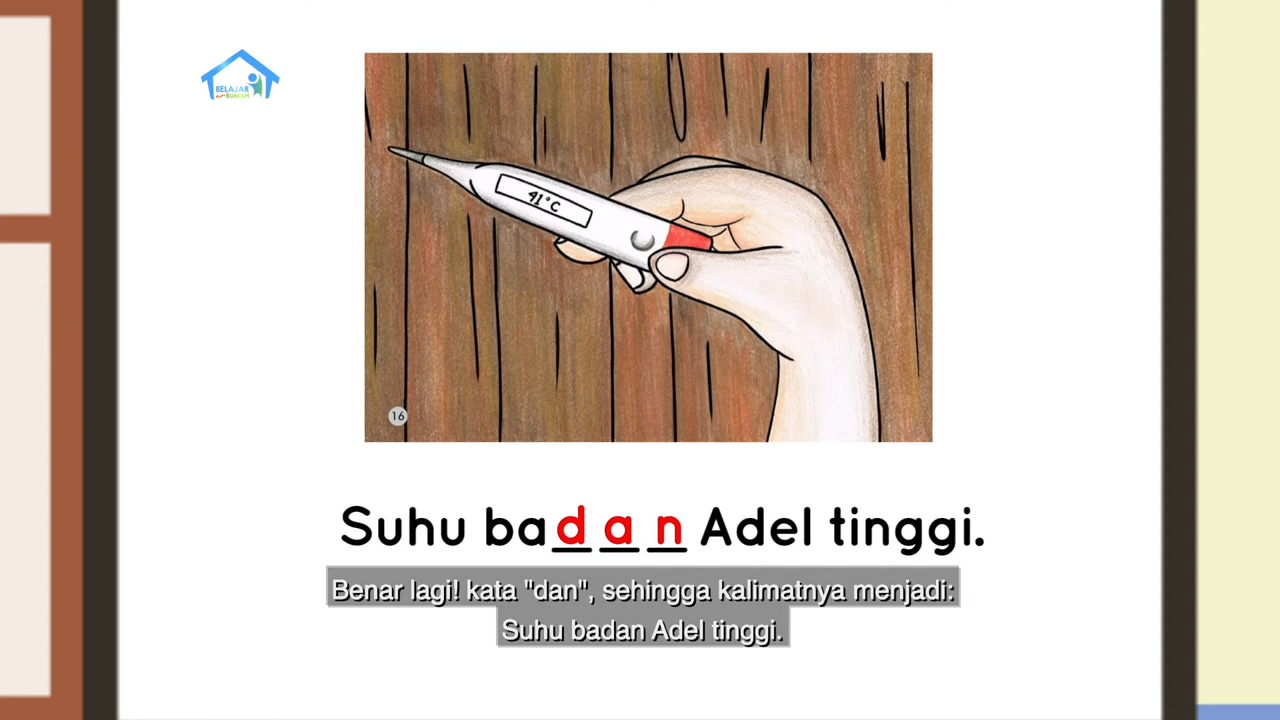 BELAJAR
dari RUMAH
41°C
16
Suhu badan Adel tinggi.
Benar lagi! kata "dan", sehingga kalimatnya menjadi:
Suhu badan Adel tinggi.